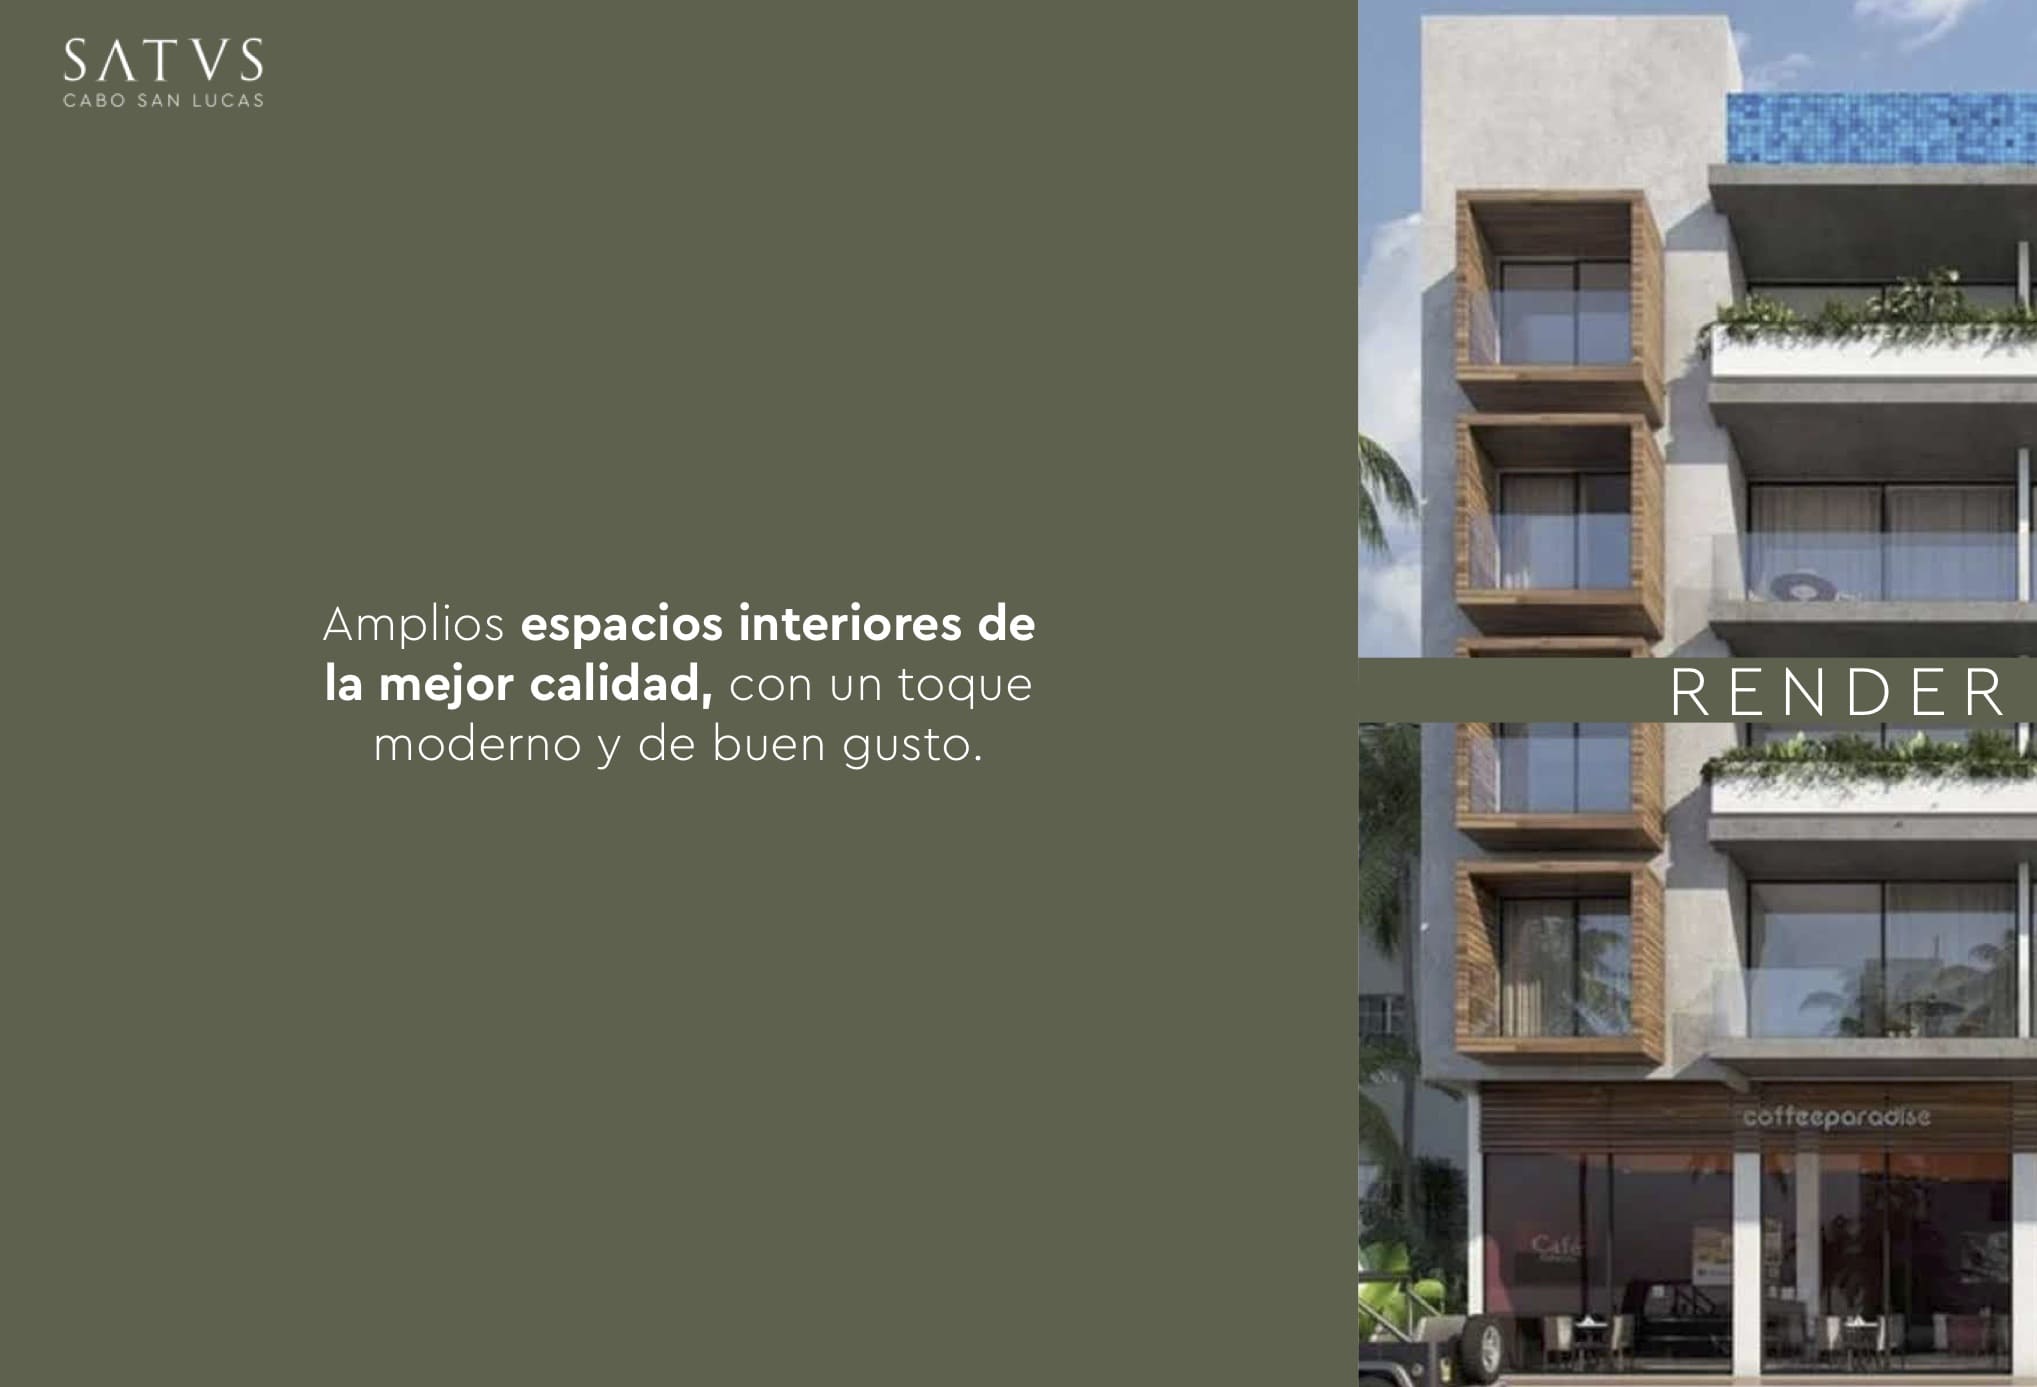 SATVS
CABO SAN LUCAS
Amplios espacios interiores de
la mejor calidad, con un toque
moderno y de buen gusto.
RENDER
coffeeparadise
Café